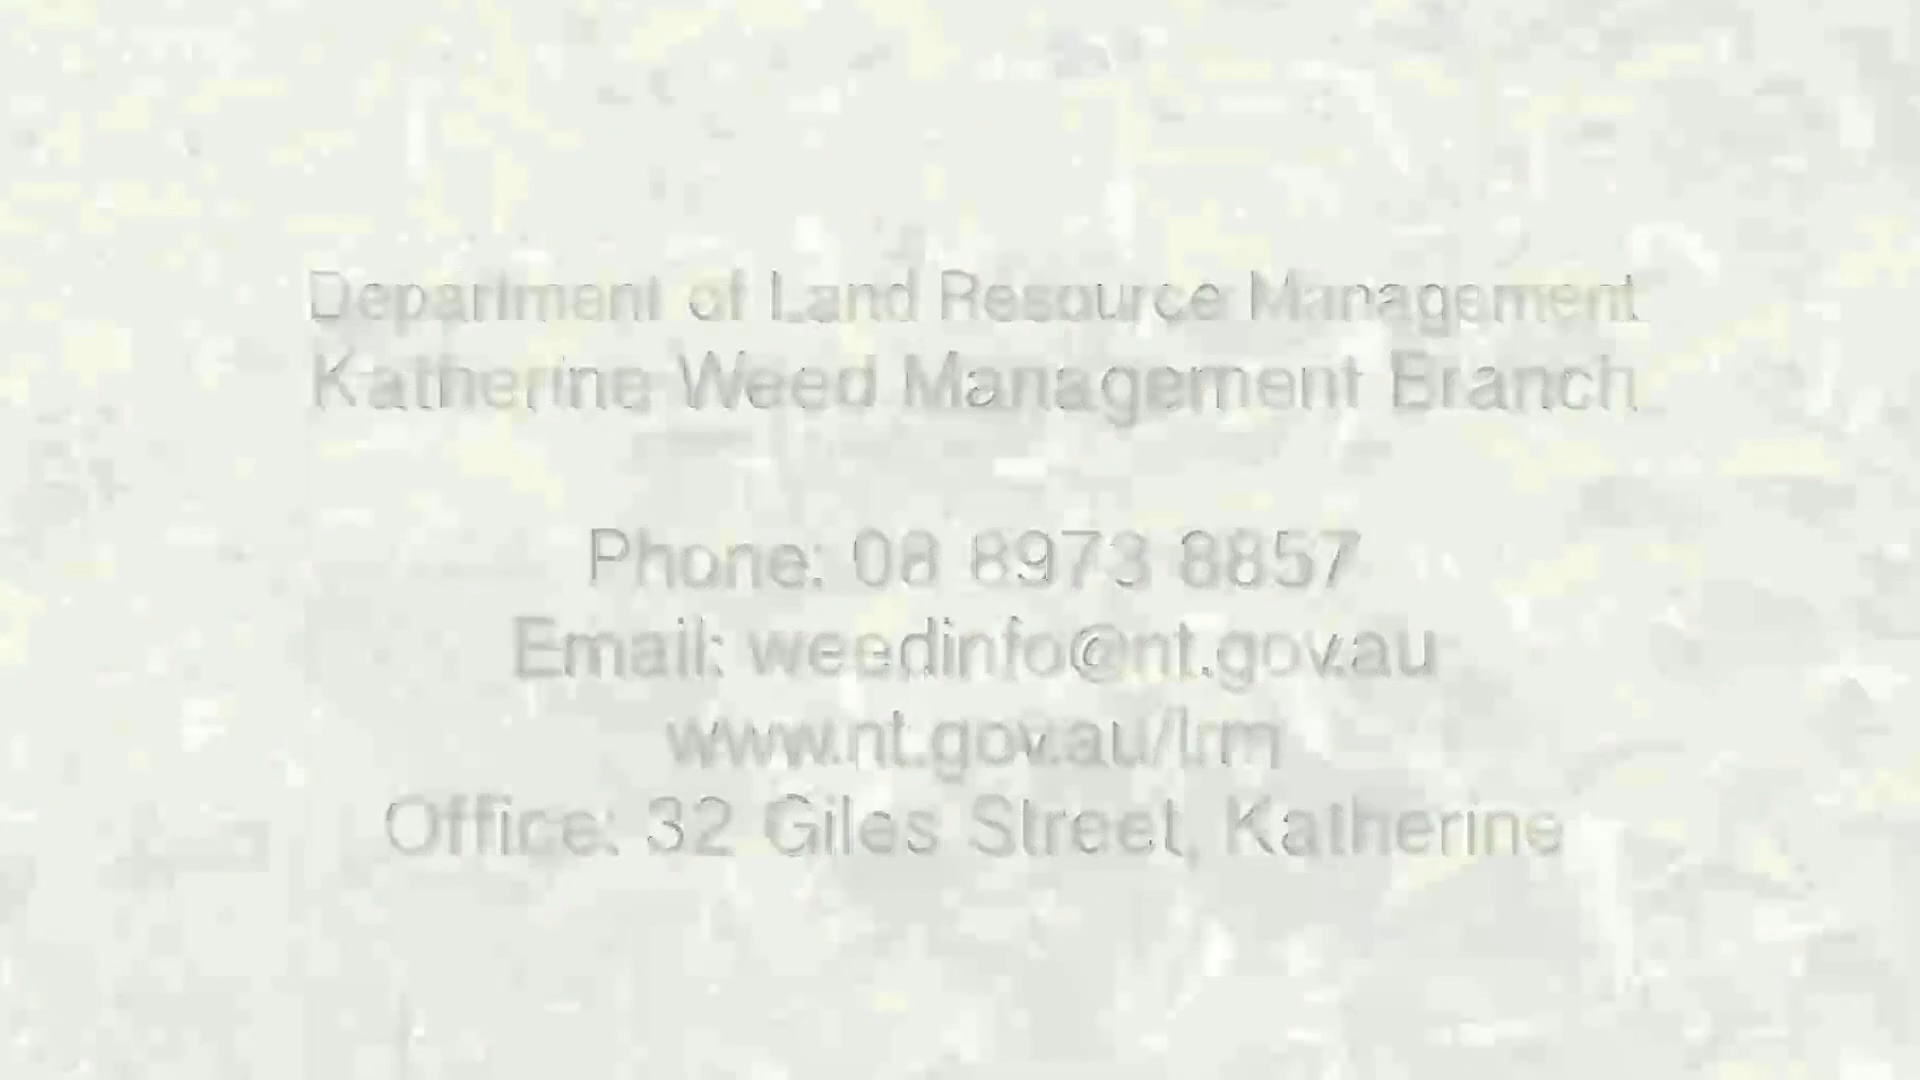 Department of Land Resource Management
Katherine Weed Management Branch
Phone: 08 8973 8857
Email: weedinfo@nt.gov.au
www.nt.gov.au/lrm
Office: 32 Giles Street, Katherine